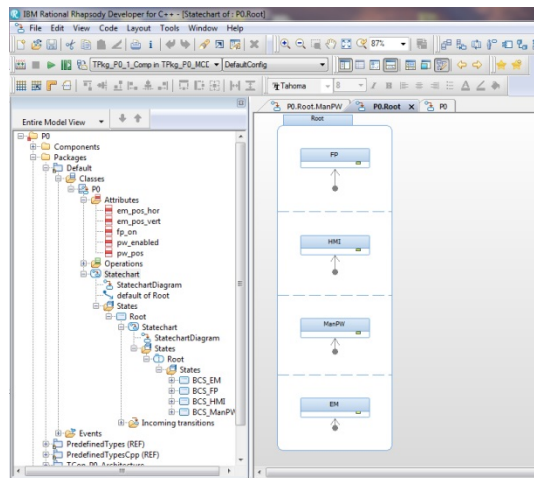 IBM Rational Rhapsody Developer for C++ - [Statechart of : P0.Root]
File Edit View Code Layout Tools Window Help
87%
TPkg_P0_1_Comp in TPkg_P0_MCC DefaultConfig
Tahoma 8
P0.Root.ManPW P0.Root x P0
Entire Model View
P0
Components
Packages
Default
Classes
P0
Attributes
em_pos_hor
em_pos_vert
fp_on
pw_enabled
pw_pos
Operations
Statechart
StatechartDiagram
default of Root
States
Root
Statechart
StatechartDiagram
States
Root
States
BCS_EM
BCS_FP
BCS_HMI
BCS_ManPW
Incoming transitions
Events
PredefinedTypes (REF)
PredefinedTypesCpp (REF)
TCon_P0_Architecture
Root
FP
HMI
ManPW
EM